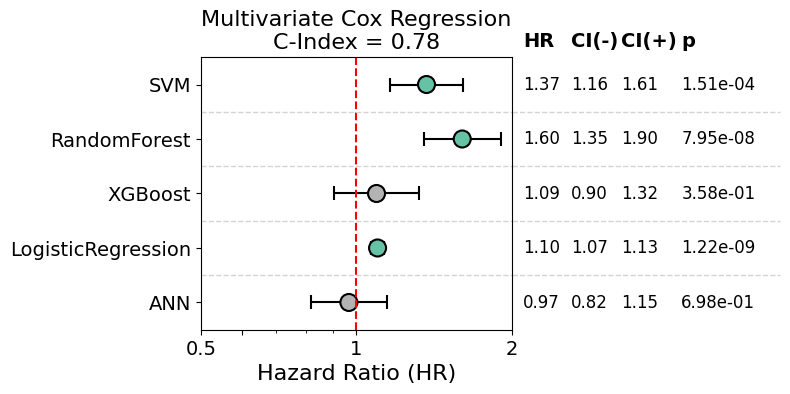 Multivariate Cox Regression
C-Index = 0.78
HR CI(-) CI(+) p
SVM 1.37 1.16 1.61 1.51e-04
RandomForest 1.60 1.35 1.90 7.95e-08
XGBoost 1.09 0.90 1.32 3.58e-01
LogisticRegression 1.10 1.07 1.13 1.22e-09
ANN 0.97 0.82 1.15 6.98e-01
0.5 1 2
Hazard Ratio (HR)